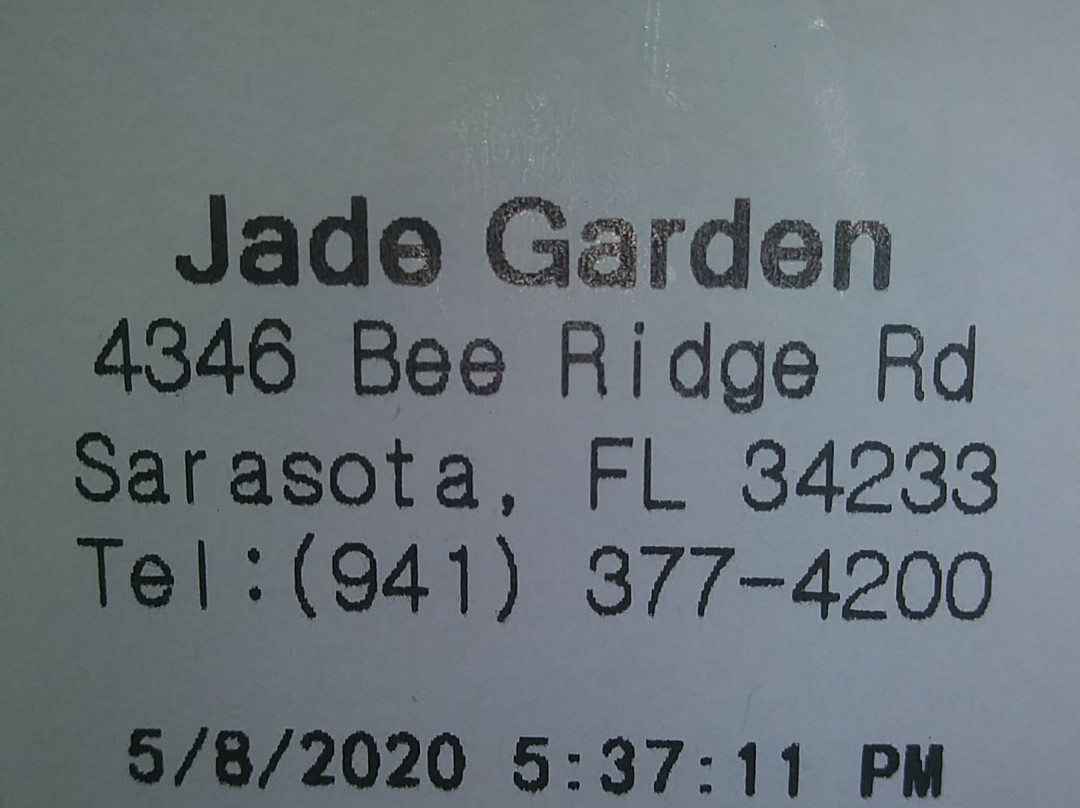 Jade Garden
4346 Bee Ridge Rd
Sarasota, FL 34233
Tel:(941) 377-4200
5/8/2020 5:37:11 PM